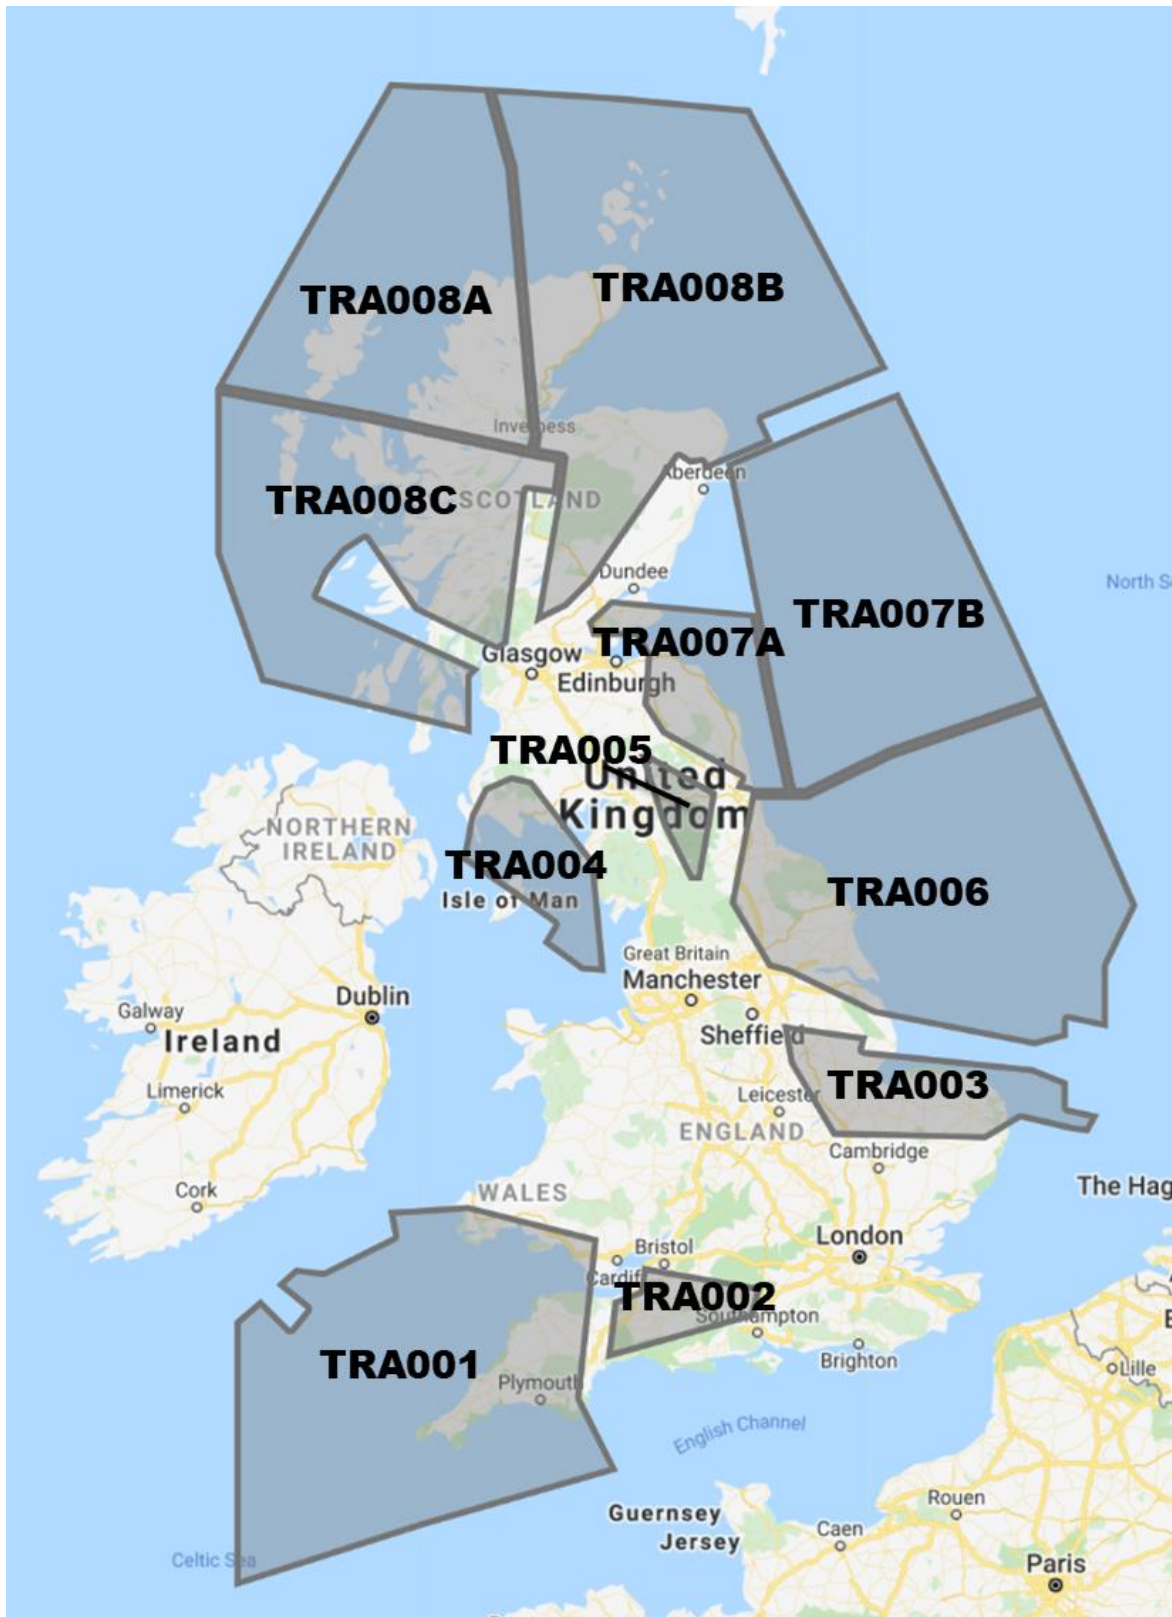 TRA008A
TRA008B
Inverness
TRA008C
SCOTLAND
Aberdeen
Dundee
North S
TRA007B
TRA007A
Glasgow
Edinburgh
TRA005
United
Kingdom
NORTHERN
IRELAND
TRA004
Isle of Man
TRA006
Great Britain
Manchester
Dublin
Galway
Ireland
Sheffield
TRA003
Limerick
Leicester
ENGLAND
Cambridge
The Hag
Cork
WALES
London
Bristol
Cardiff
TRA002
Southampton
Brighton
TRA001
Plymouth
Lille
English Channel
Rouen
Guernsey
Jersey
Caen
Celtic Sea
Paris